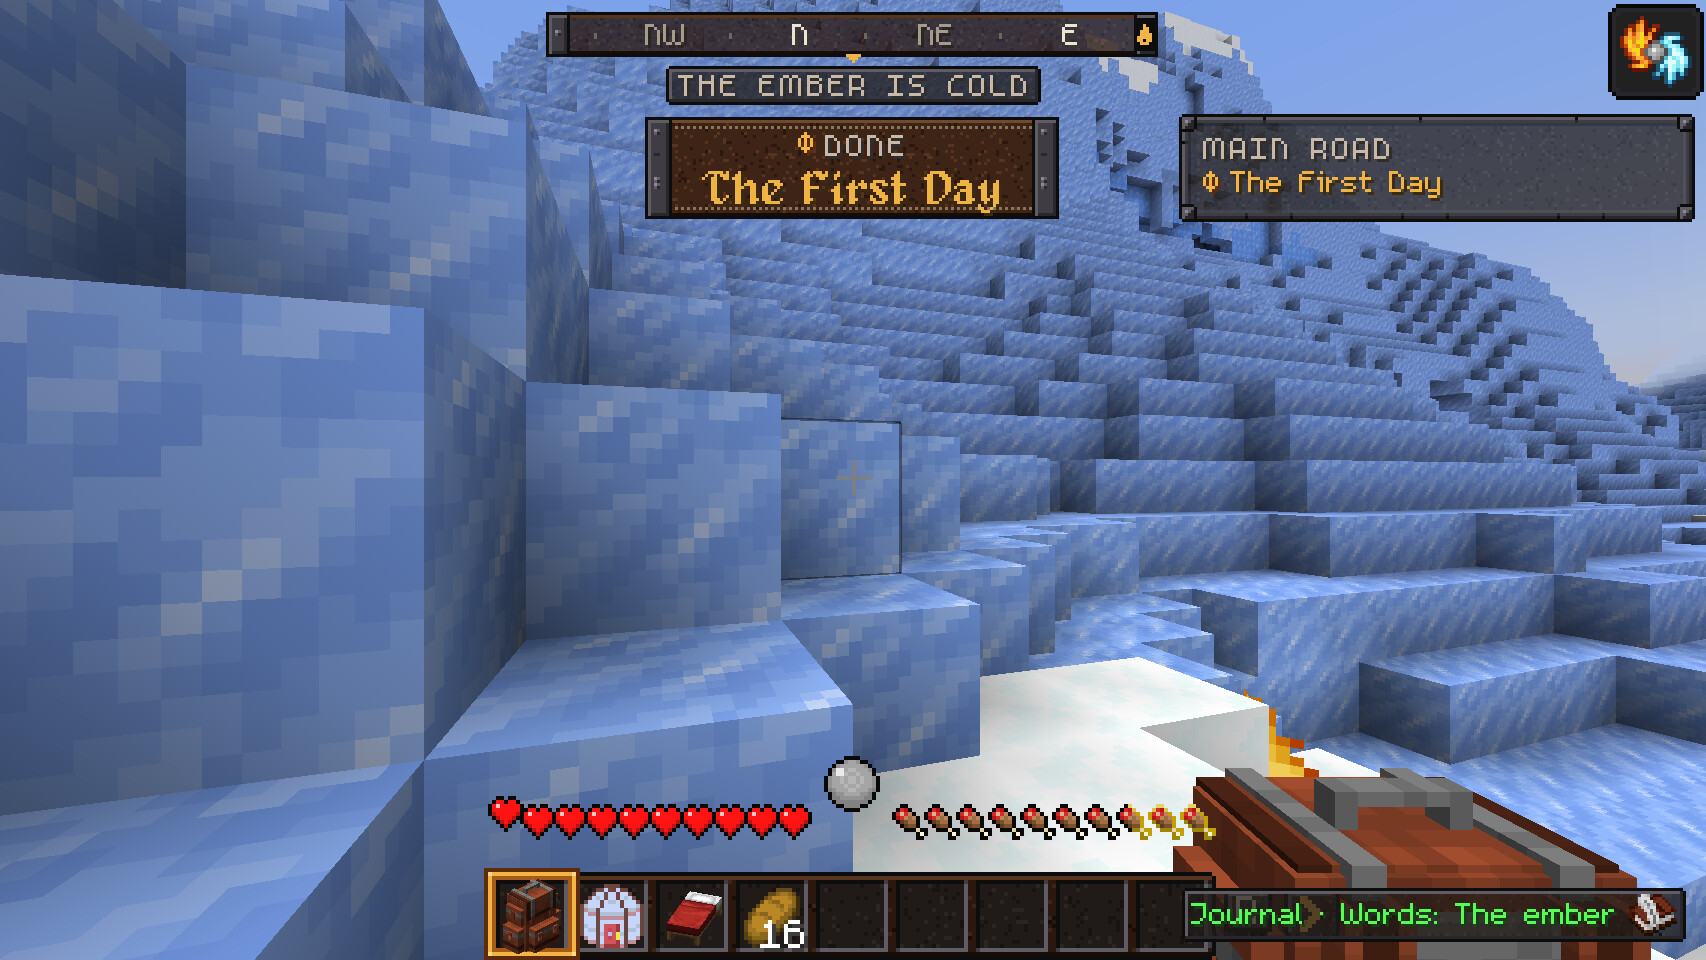 NW N NE E
THE EMBER IS COLD
DONE
The First Day
MAIN ROAD
The First Day
16
Journal · Words: The ember